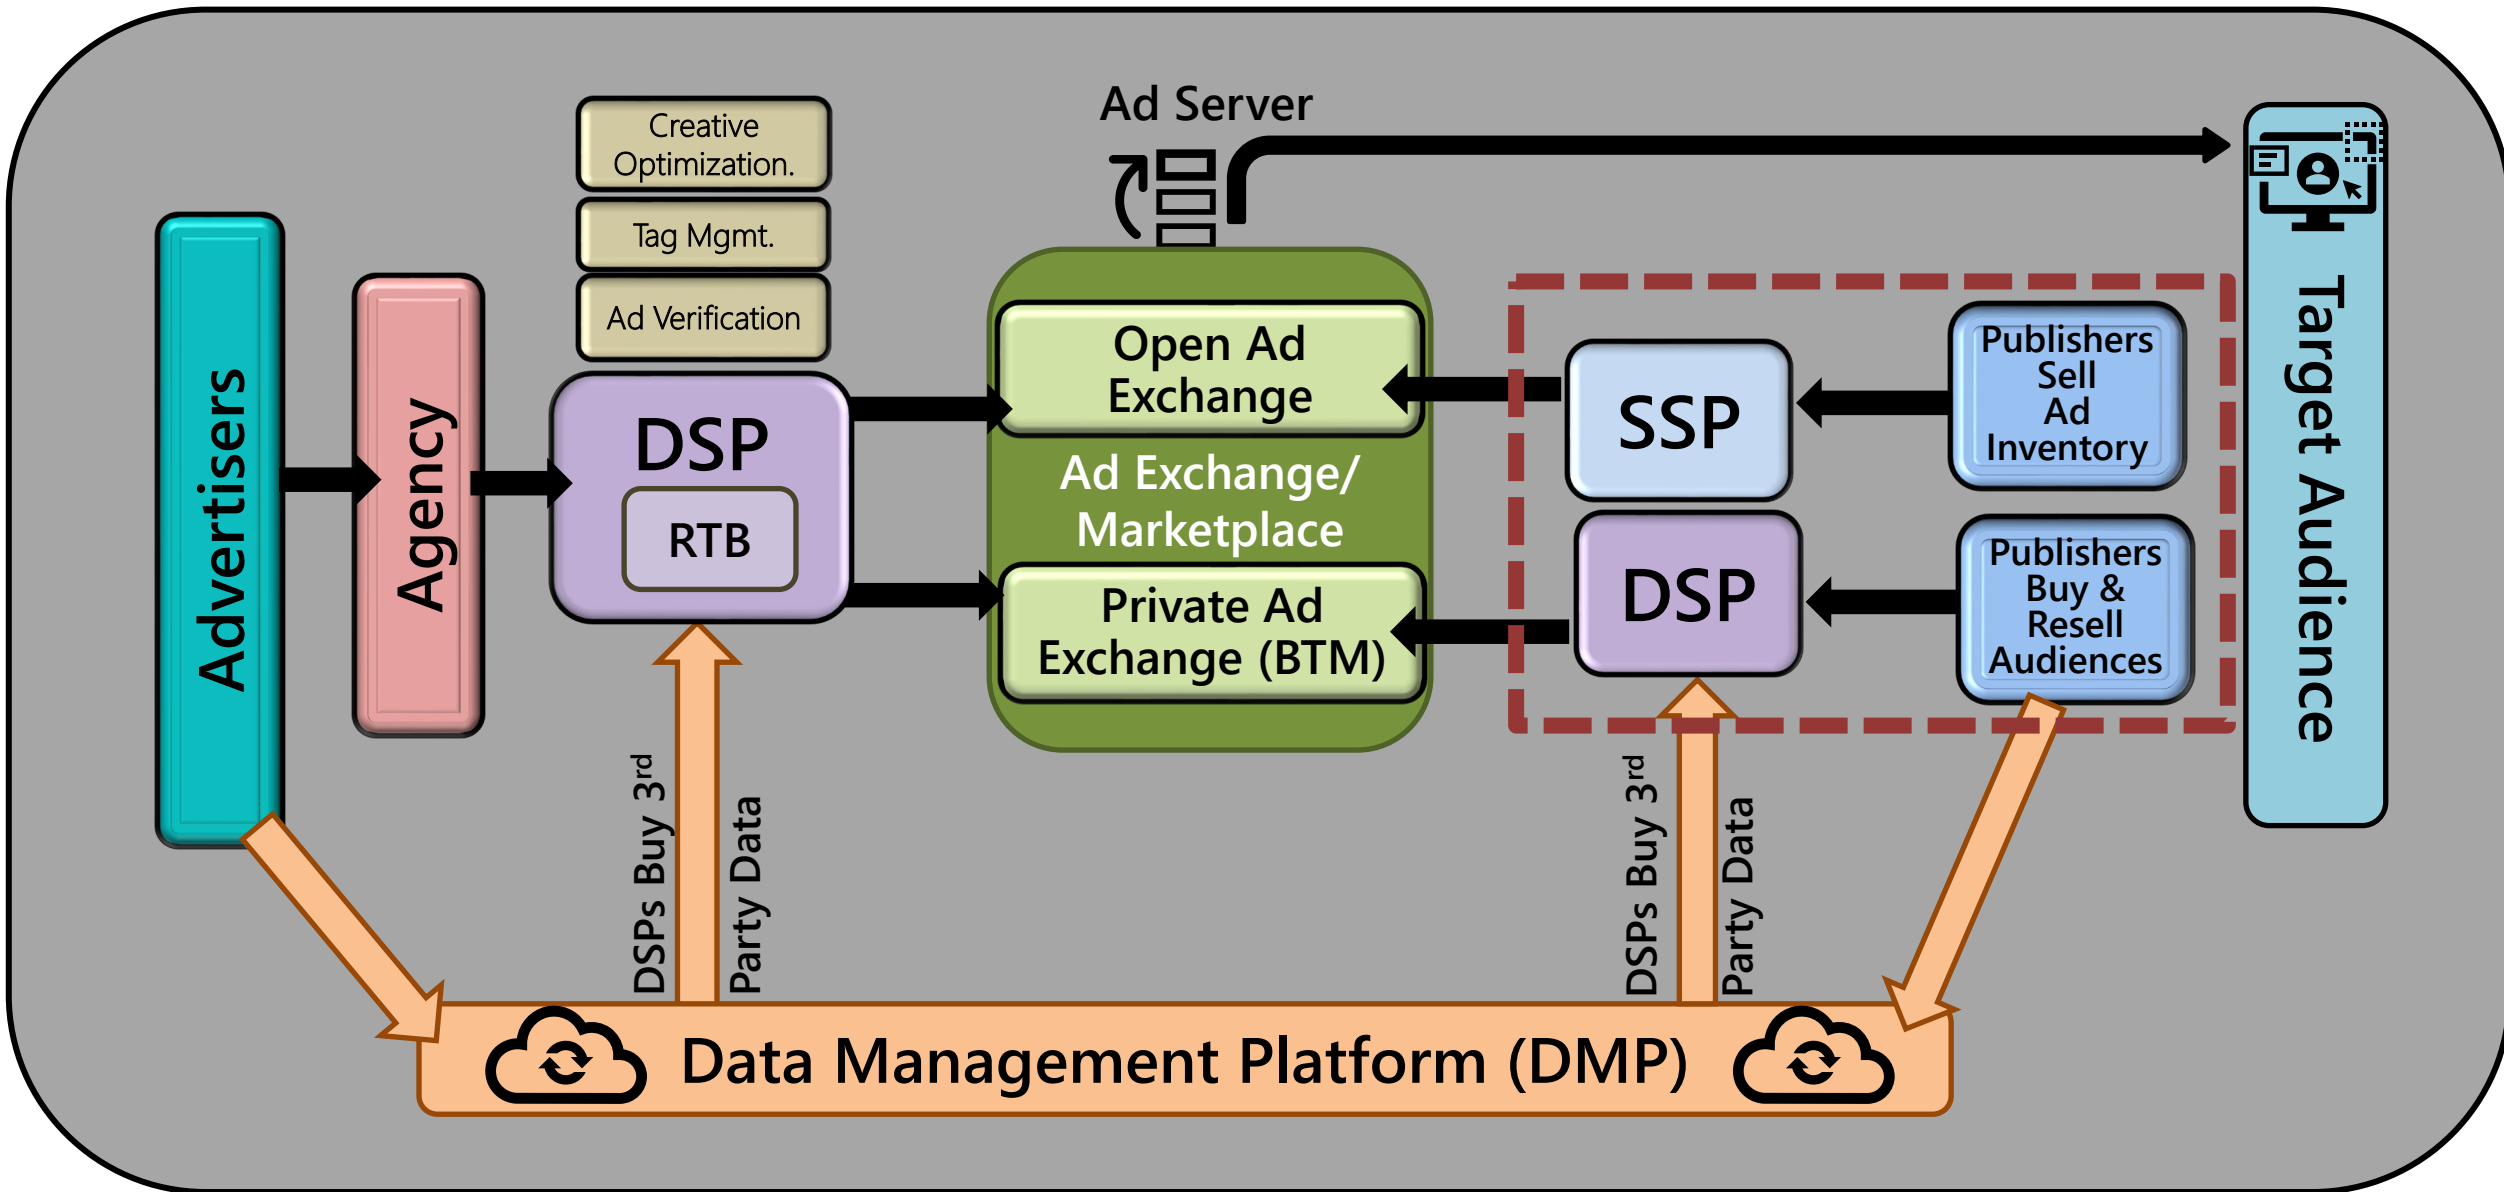 Ad Server
Creative
Optimization.
Tag Mgmt.
Ad Verification
Advertisers
Agency
DSP
RTB
Open Ad
Exchange
Ad Exchange/
Marketplace
Private Ad
Exchange (BTM)
SSP
DSP
Publishers
Sell
Ad
Inventory
Publishers
Buy &
Resell
Audiences
Target Audience
DSPs Buy 3rd
Party Data
DSPs Buy 3rd
Party Data
Data Management Platform (DMP)